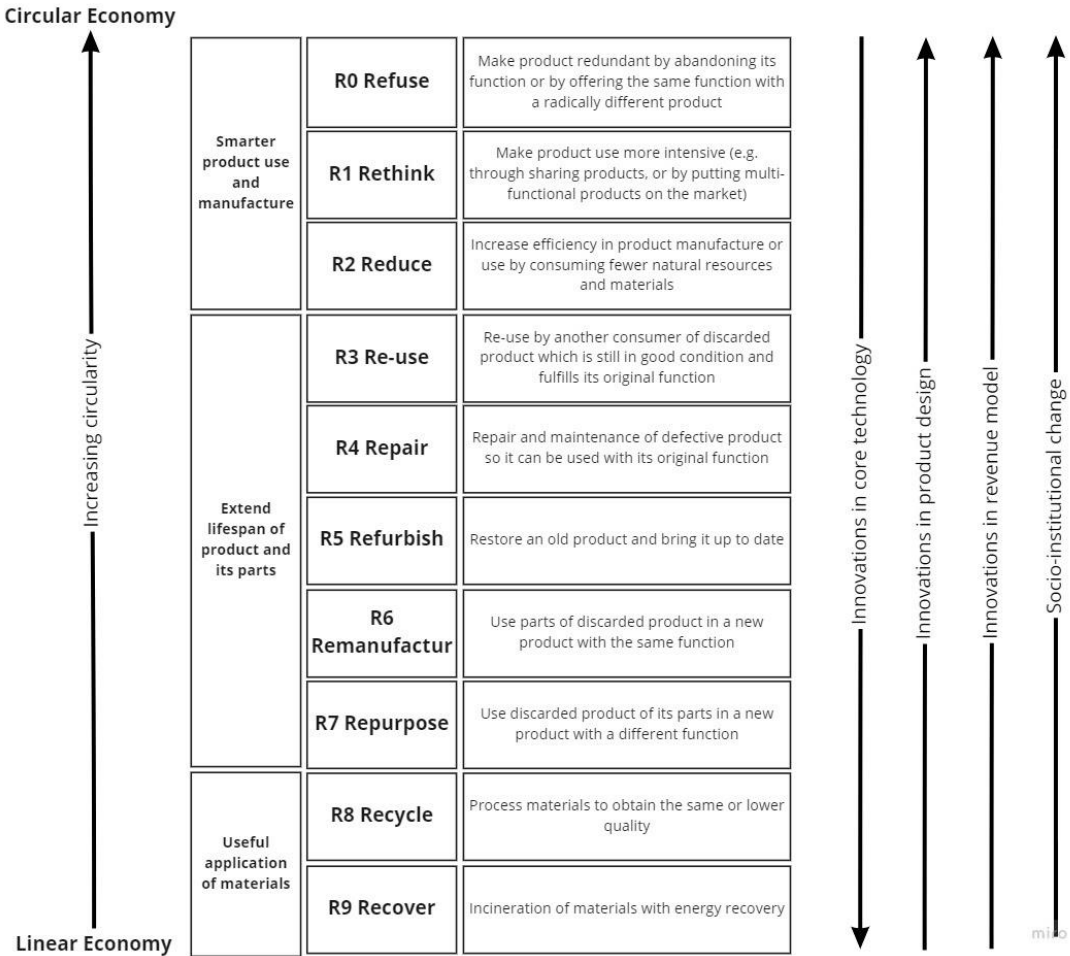 Circular Economy
Increasing circularity
Linear Economy
Smarter
product use
and
manufacture
R0 Refuse
Make product redundant by abandoning its
function or by offering the same function with
a radically different product
R1 Rethink
Make product use more intensive (e.g.
through sharing products, or by putting multi-
functional products on the market)
R2 Reduce
Increase efficiency in product manufacture or
use by consuming fewer natural resources
and materials
Extend
lifespan of
product and
its parts
R3 Re-use
Re-use by another consumer of discarded
product which is still in good condition and
fulfills its original function
R4 Repair
Repair and maintenance of defective product
so it can be used with its original function
R5 Refurbish
Restore an old product and bring it up to date
R6
Remanufactur
Use parts of discarded product in a new
product with the same function
R7 Repurpose
Use discarded product of its parts in a new
product with a different function
Useful
application
of materials
R8 Recycle
Process materials to obtain the same or lower
quality
R9 Recover
Incineration of materials with energy recovery
Innovations in core technology
Innovations in product design
Innovations in revenue model
Socio-institutional change
miro